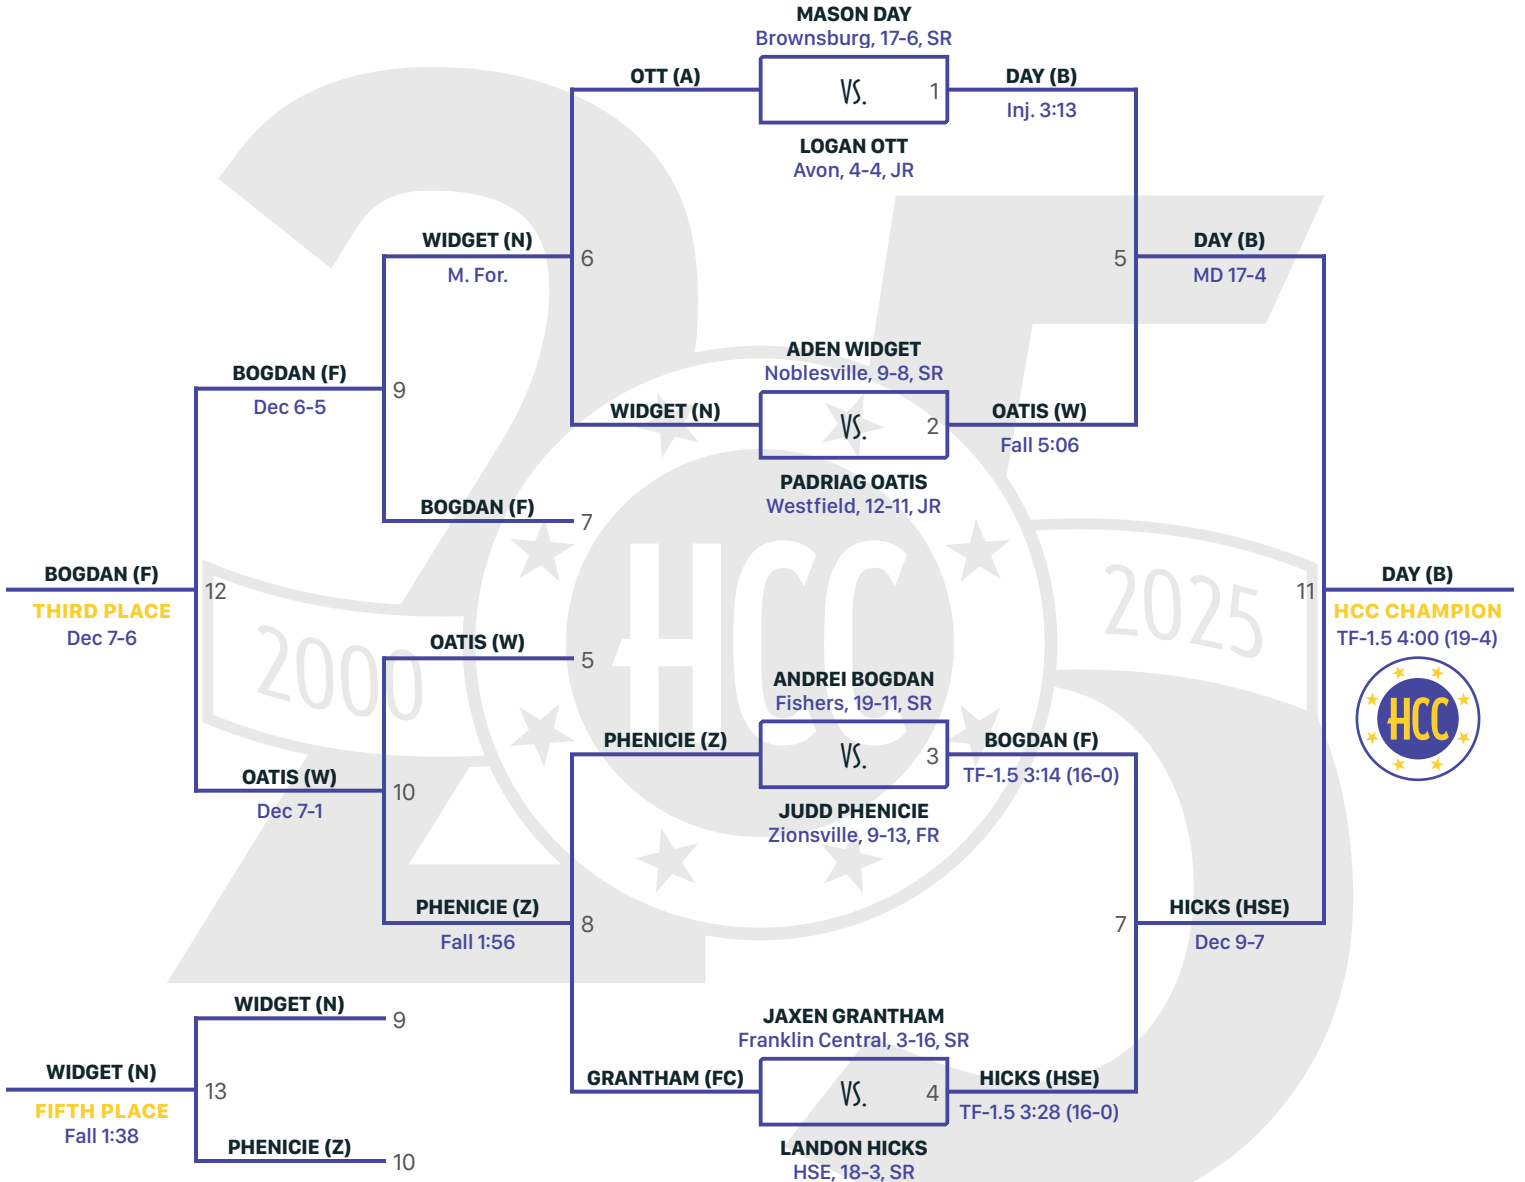 MASON DAY
Brownsburg, 17-6, SR
OTT (A)
VS.
1
DAY (B)
Inj. 3:13
LOGAN OTT
Avon, 4-4, JR
WIDGET (N)
M. For.
6
5
DAY (B)
MD 17-4
ADEN WIDGET
Noblesville, 9-8, SR
WIDGET (N)
VS.
2
OATIS (W)
Fall 5:06
PADRIAG OATIS
Westfield, 12-11, JR
BOGDAN (F)
Dec 6-5
9
BOGDAN (F)
7
BOGDAN (F)
THIRD PLACE
Dec 7-6
12
2000
HCC
2025
11
DAY (B)
HCC CHAMPION
TF-1.5 4:00 (19-4)
HCC
OATIS (W)
5
ANDREI BOGDAN
Fishers, 19-11, SR
PHENICIE (Z)
VS.
3
BOGDAN (F)
TF-1.5 3:14 (16-0)
JUDD PHENICIE
Zionsville, 9-13, FR
OATIS (W)
Dec 7-1
10
PHENICIE (Z)
Fall 1:56
8
7
HICKS (HSE)
Dec 9-7
JAXEN GRANTHAM
Franklin Central, 3-16, SR
GRANTHAM (FC)
VS.
4
HICKS (HSE)
TF-1.5 3:28 (16-0)
LANDON HICKS
HSE, 18-3, SR
WIDGET (N)
9
WIDGET (N)
FIFTH PLACE
Fall 1:38
13
PHENICIE (Z)
10
25